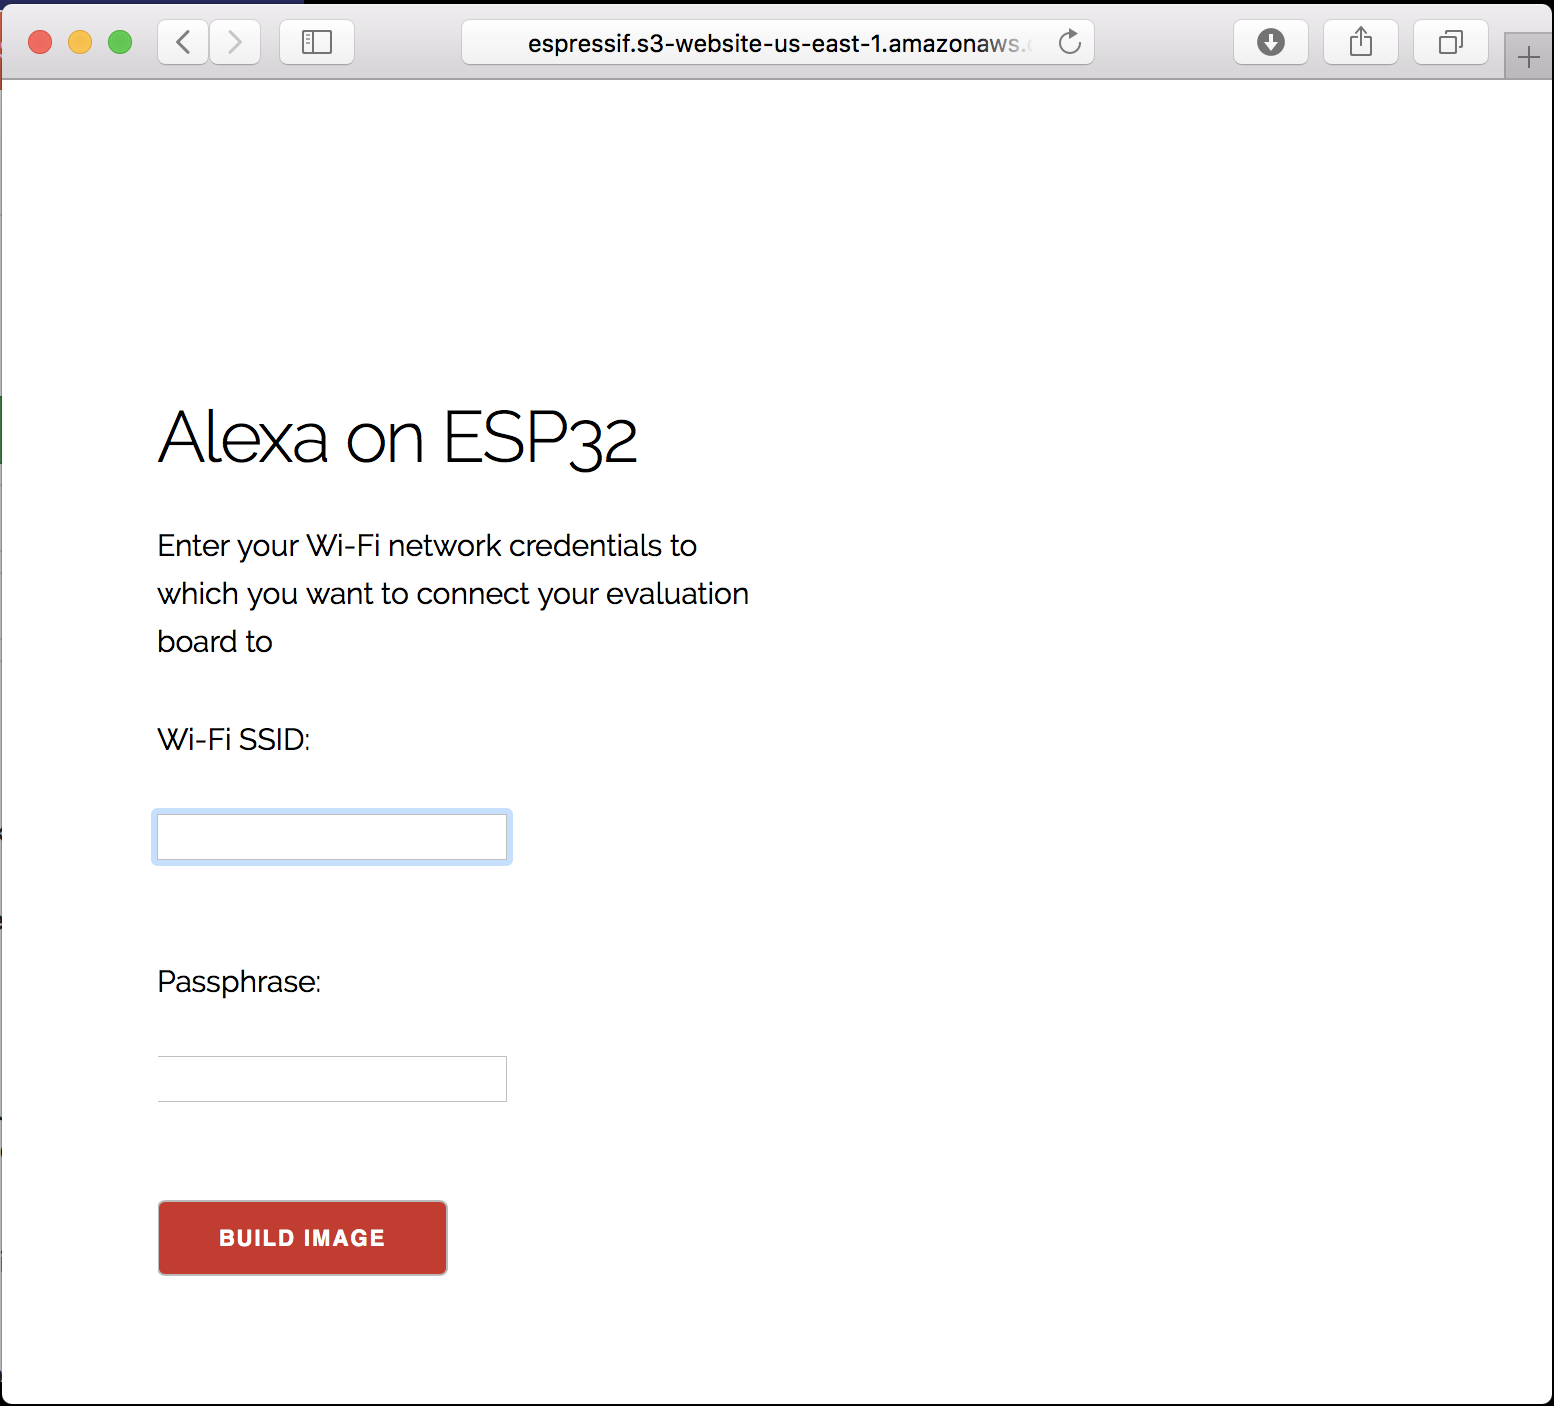 espressif.s3-website-us-east-1.amazonaws.
Alexa on ESP32
Enter your Wi-Fi network credentials to
which you want to connect your evaluation
board to
Wi-Fi SSID:
Passphrase:
BUILD IMAGE